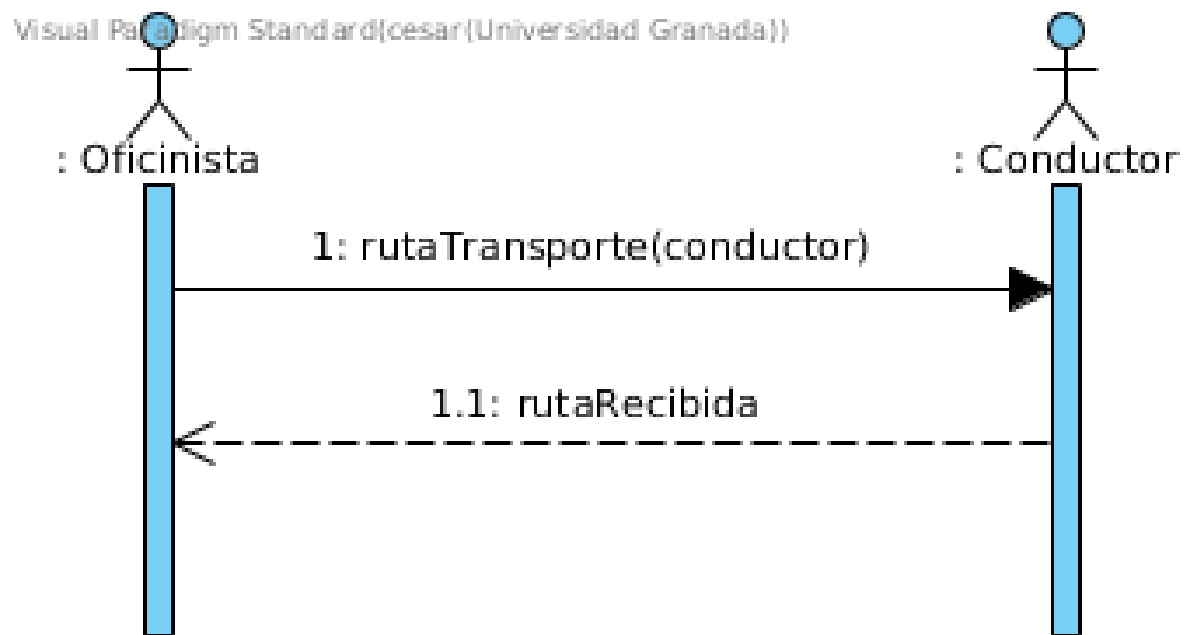 Visual Paradigm Standard(cesar(Universidad Granada))
: Oficinista
: Conductor
1: rutaTransporte(conductor)
1.1: rutaRecibida